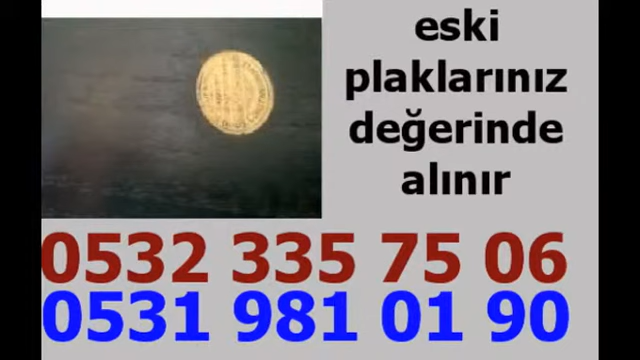 eski
plaklarınız
değerinde
alınır
0532 335 75 06
0531 981 01 90